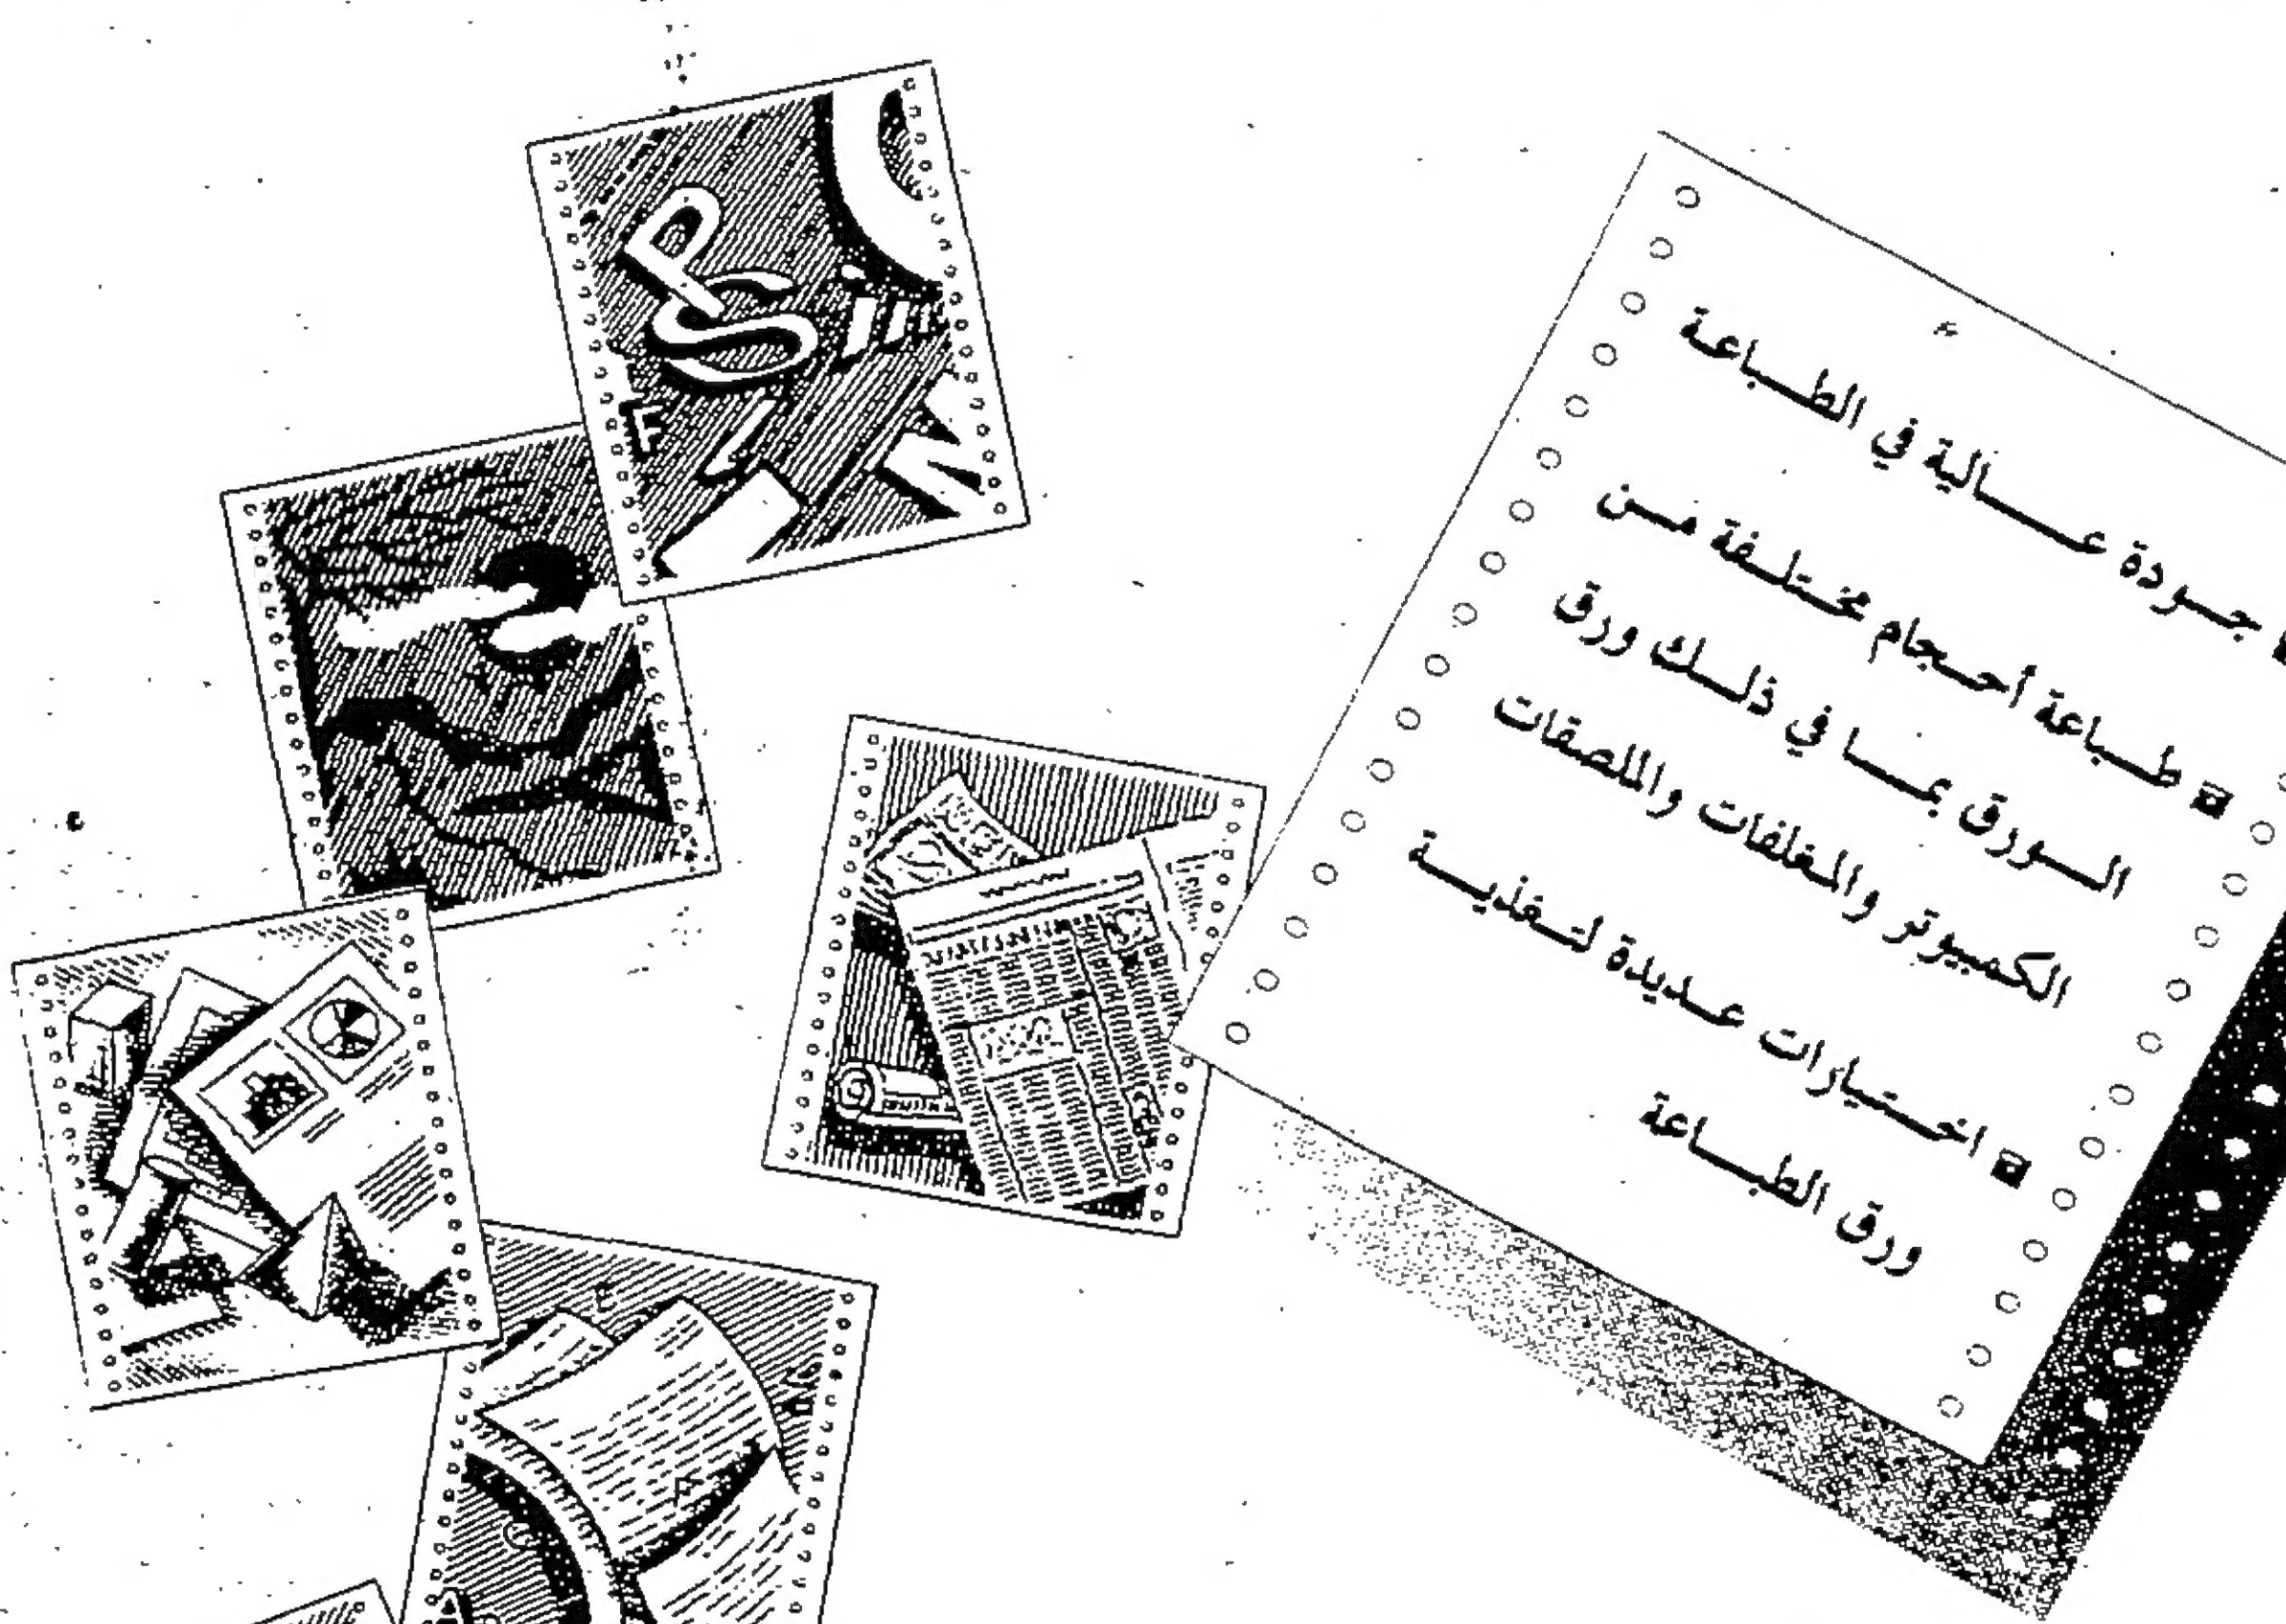 ■ جودة عالية في الطباعة
■ طباعة أحجام مختلفة من
الورق بما في ذلك ورق
الكمبيوتر والمغلفات والملصقات
■ اختيارات عديدة لتغذية
ورق الطباعة
P
S
F
M